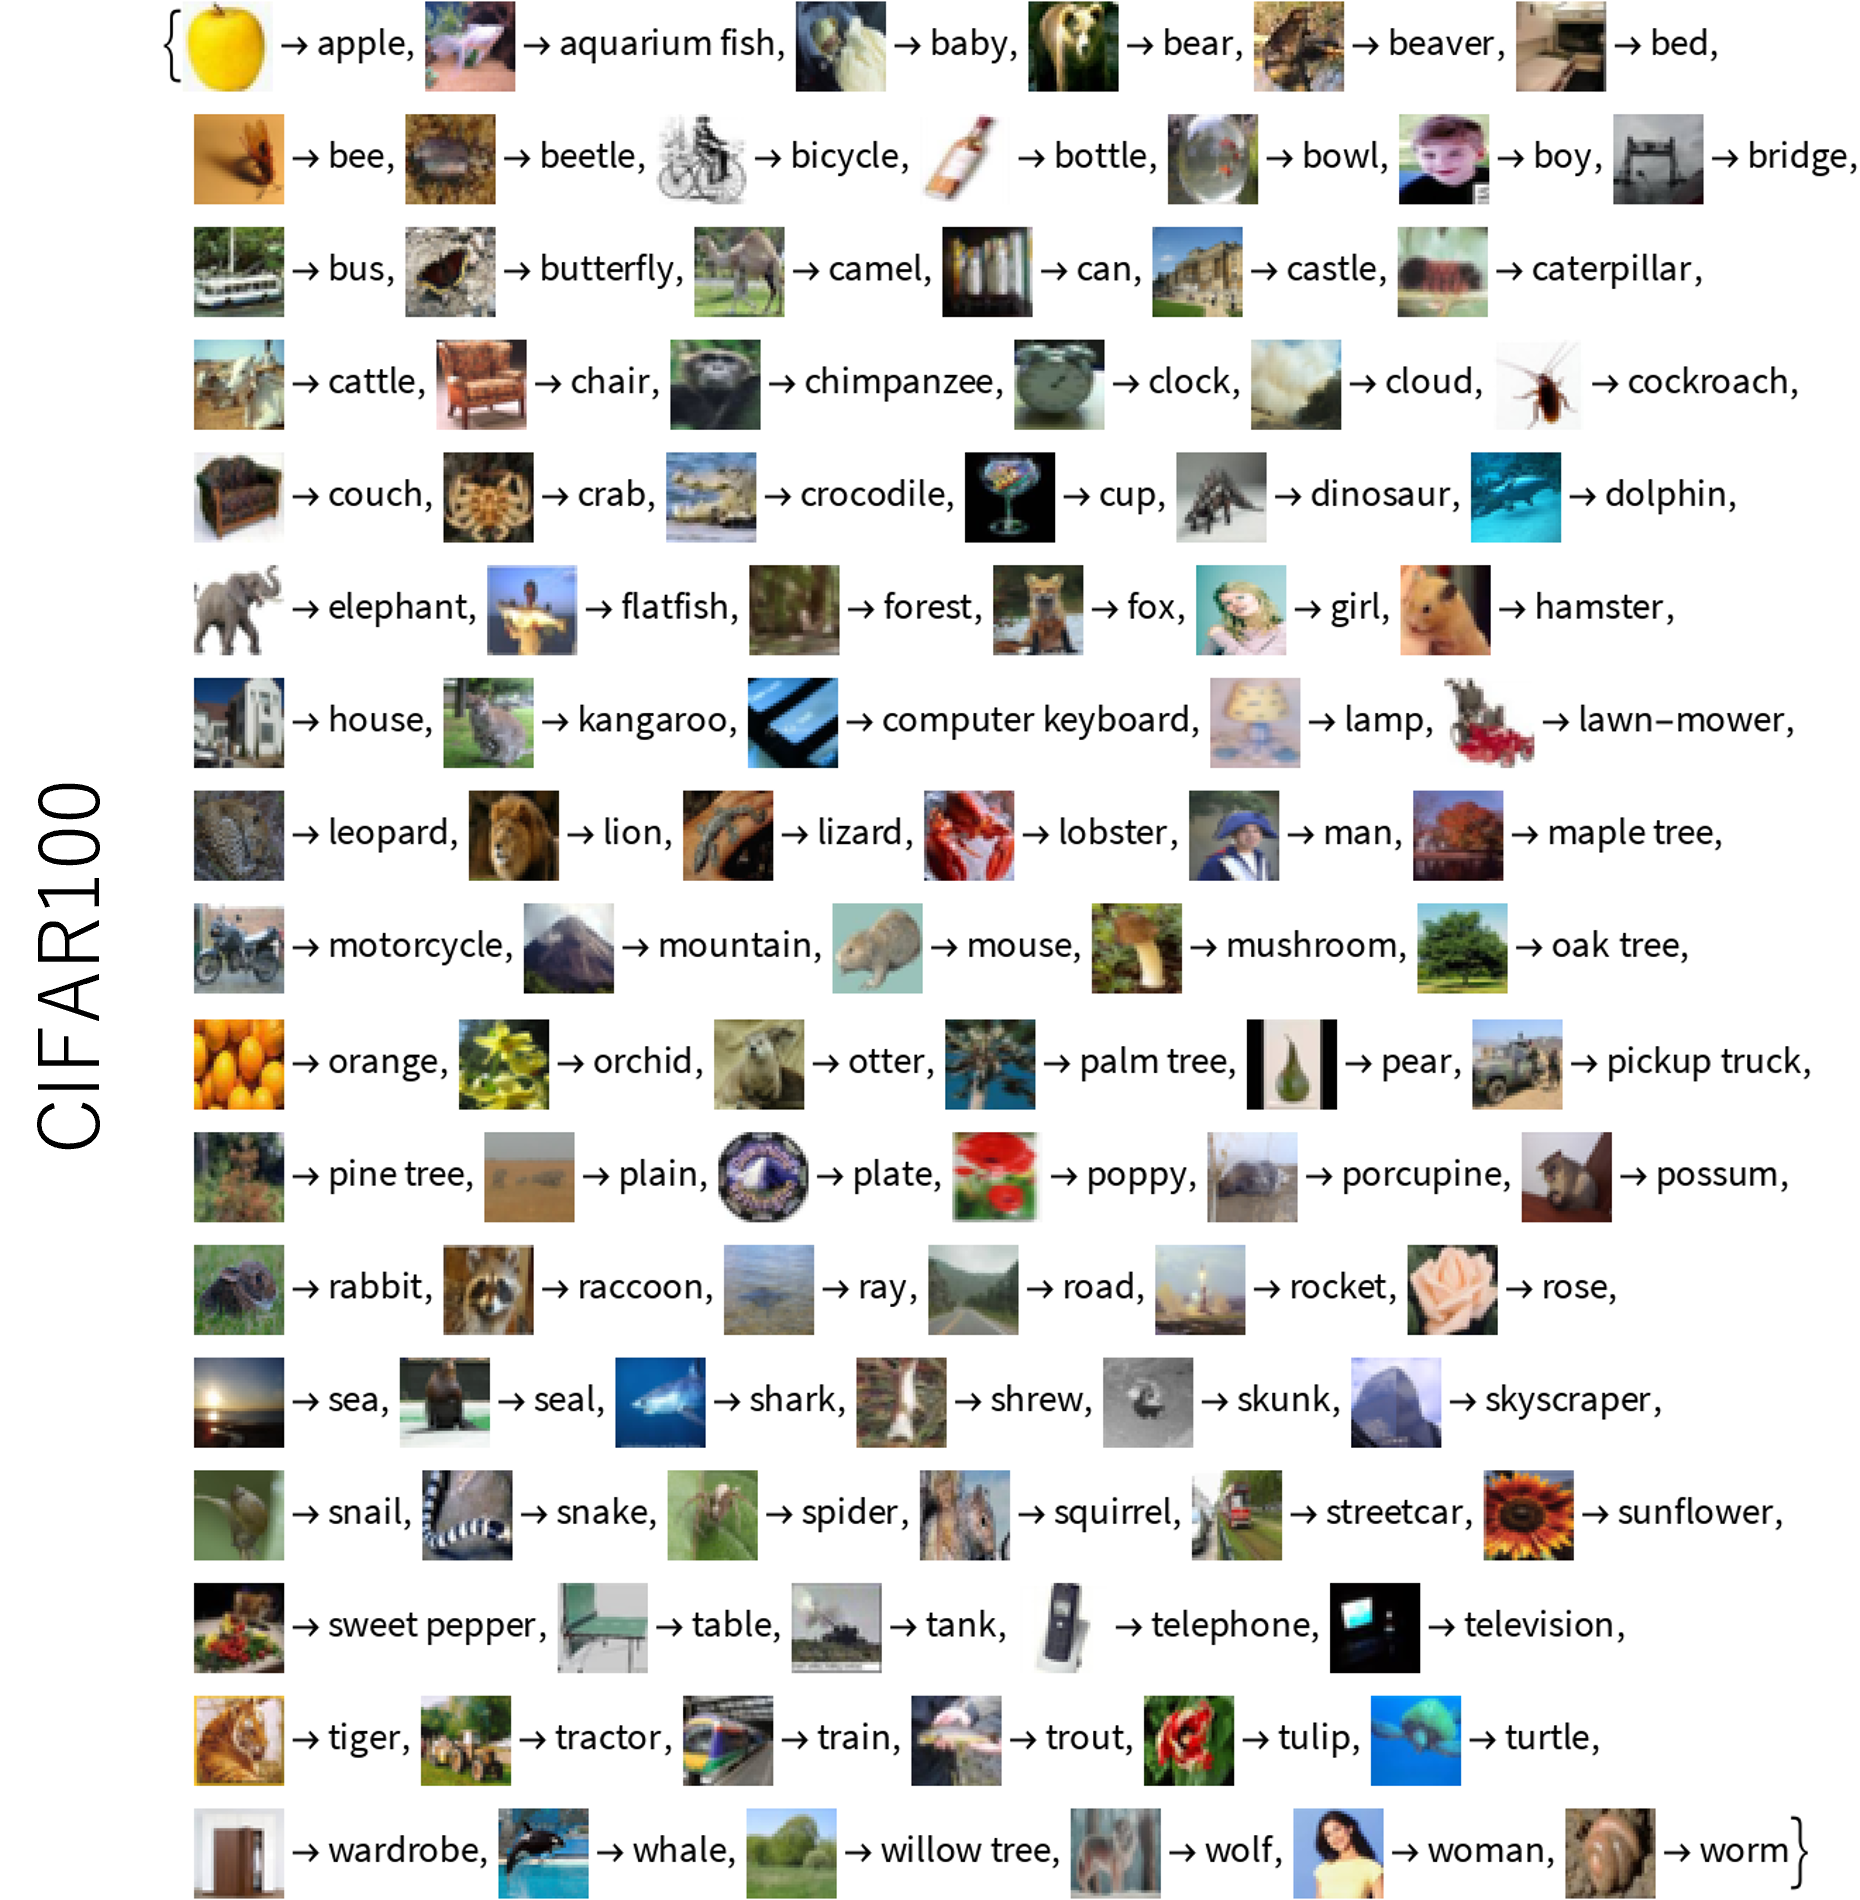 { → apple, → aquarium fish, → baby, → bear, → beaver, → bed,
→ bee, → beetle, → bicycle, → bottle, → bowl, → boy, → bridge,
→ bus, → butterfly, → camel, → can, → castle, → caterpillar,
→ cattle, → chair, → chimpanzee, → clock, → cloud, → cockroach,
→ couch, → crab, → crocodile, → cup, → dinosaur, → dolphin,
→ elephant, → flatfish, → forest, → fox, → girl, → hamster,
→ house, → kangaroo, → computer keyboard, → lamp, → lawn–mower,
→ leopard, → lion, → lizard, → lobster, → man, → maple tree,
→ motorcycle, → mountain, → mouse, → mushroom, → oak tree,
→ orange, → orchid, → otter, → palm tree, → pear, → pickup truck,
→ pine tree, → plain, → plate, → poppy, → porcupine, → possum,
→ rabbit, → raccoon, → ray, → road, → rocket, → rose,
→ sea, → seal, → shark, → shrew, → skunk, → skyscraper,
→ snail, → snake, → spider, → squirrel, → streetcar, → sunflower,
→ sweet pepper, → table, → tank, → telephone, → television,
→ tiger, → tractor, → train, → trout, → tulip, → turtle,
→ wardrobe, → whale, → willow tree, → wolf, → woman, → worm}
CIFAR100